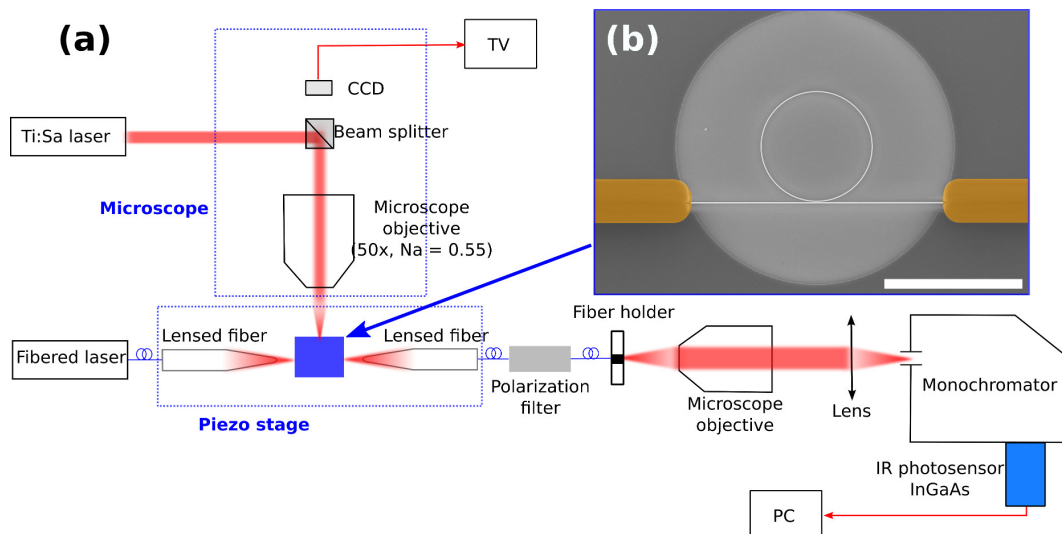 (a)
TV
(b)
CCD
Ti:Sa laser
Beam splitter
Microscope
Microscope
objective
(50x, Na = 0.55)
Fiber holder
Lensed fiber
Lensed fiber
Fibered laser
Polarization
filter
Microscope
objective
Lens
Monochromator
Piezo stage
IR photosensor
InGaAs
PC